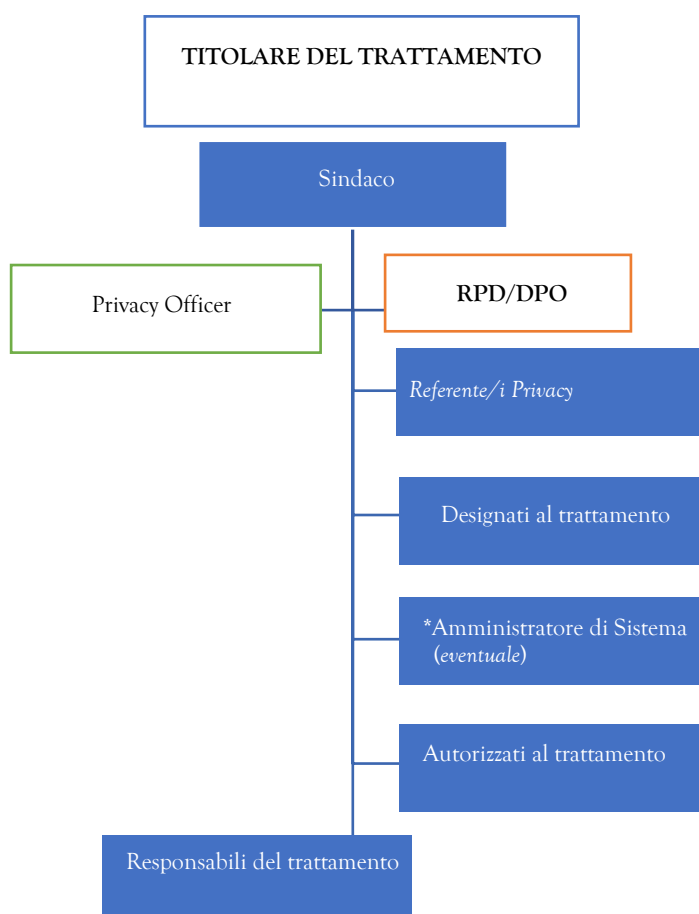 TITOLARE DEL TRATTAMENTO
Sindaco
Privacy Officer
RPD/DPO
Referente/i Privacy
Designati al trattamento
*Amministratore di Sistema
(eventuale)
Autorizzati al trattamento
Responsabili del trattamento